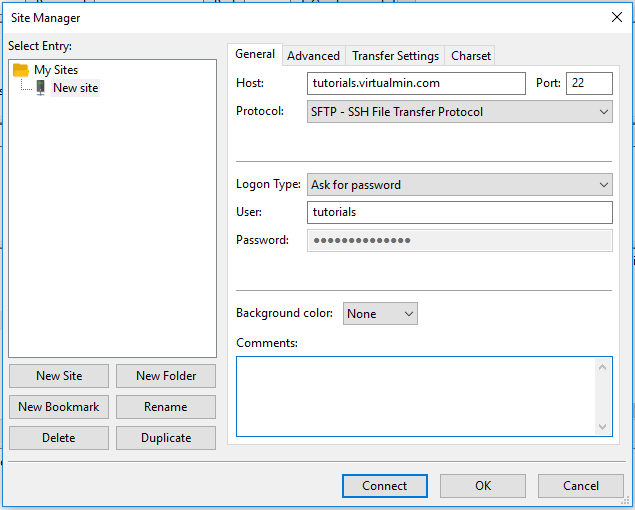 Site Manager
Select Entry:
My Sites
New site
New Site
New Folder
New Bookmark
Rename
Delete
Duplicate
General Advanced Transfer Settings Charset
Host: tutorials.virtualmin.com Port: 22
Protocol: SFTP - SSH File Transfer Protocol
Logon Type: Ask for password
User: tutorials
Password: ●●●●●●●●●●●●●●
Background color: None
Comments:
Connect OK Cancel